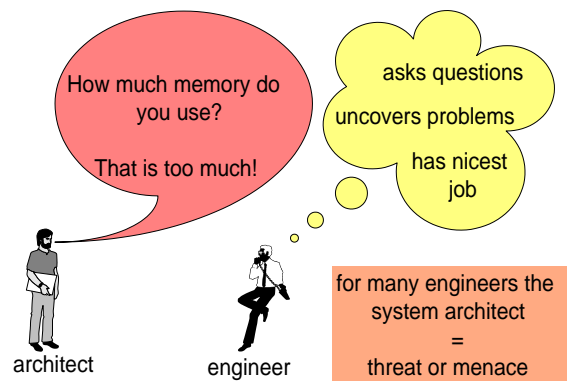 How much memory do
you use?
That is too much!
asks questions
uncovers problems
has nicest
job
architect
engineer
for many engineers the
system architect
=
threat or menace